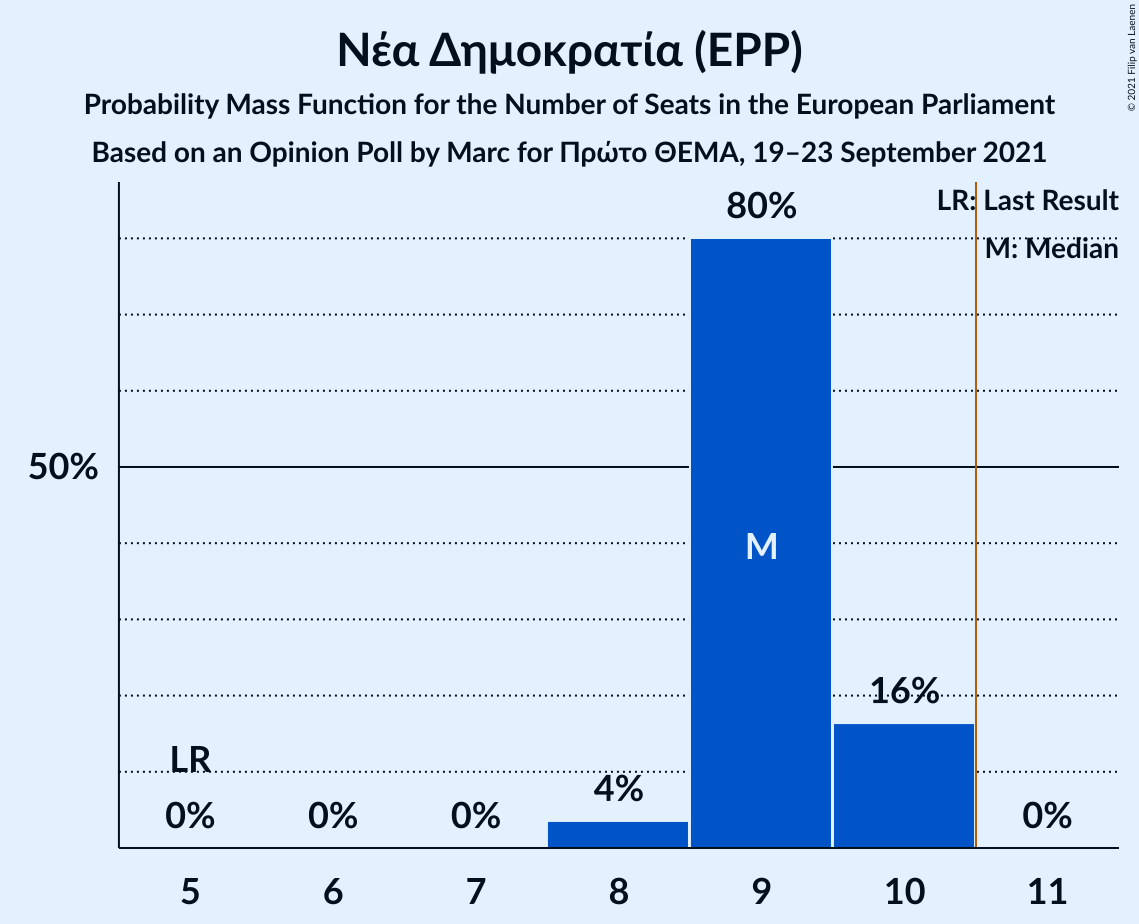 Νέα Δημοκρατία (EPP)
Probability Mass Function for the Number of Seats in the European Parliament
Based on an Opinion Poll by Marc for Πρώτο ΘΕΜΑ, 19–23 September 2021
© 2021 Filip van Laenen
LR: Last Result
M: Median
80%
50%
M
16%
LR
4%
0% 0% 0% 0%
5 6 7 8 9 10 11